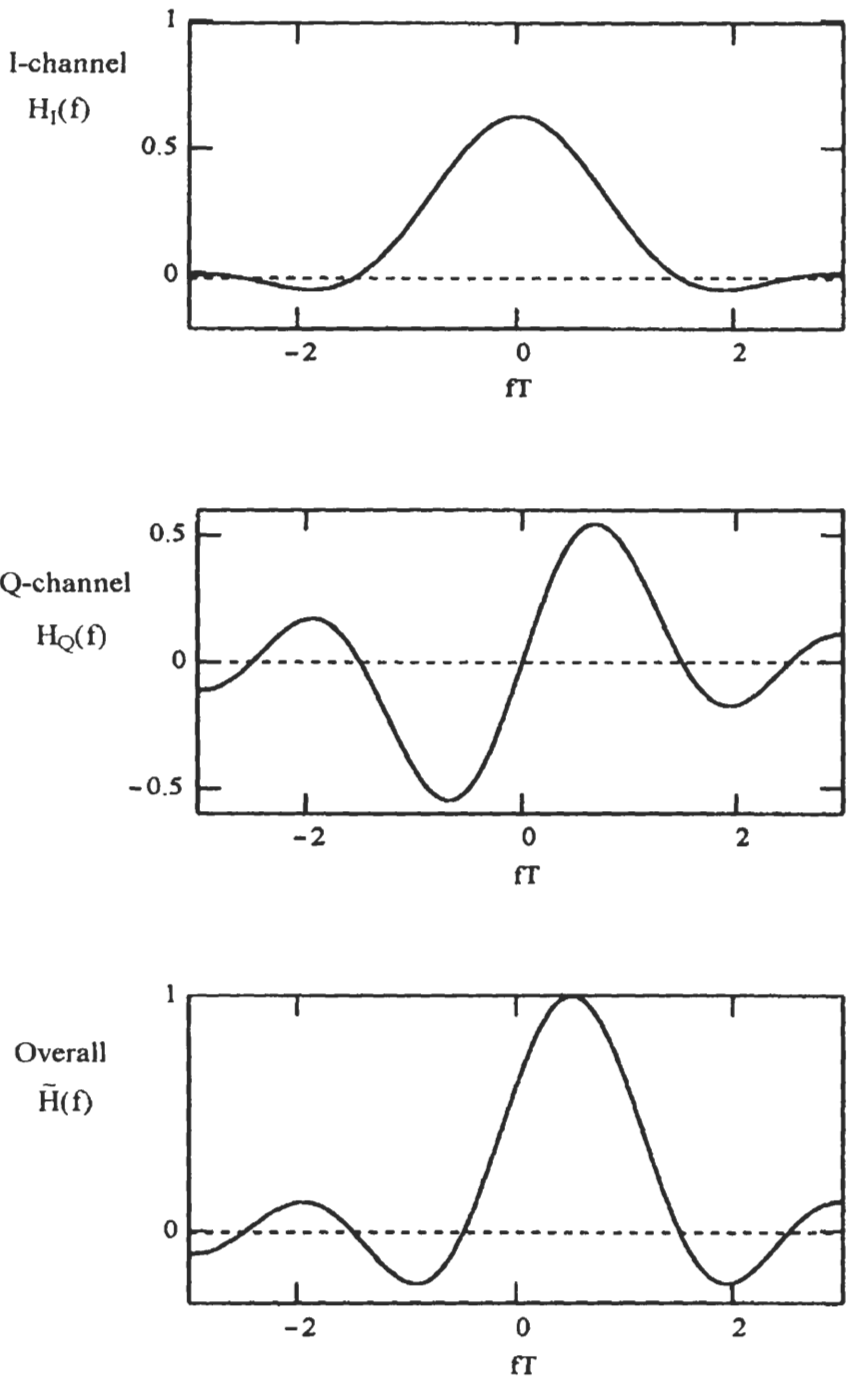 1
I-channel
H_I(f)
0.5
0
−2 0 2
fT
0.5
Q-channel
H_Q(f)
0
−0.5
−2 0 2
fT
1
Overall
H̃(f)
0
−2 0 2
fT